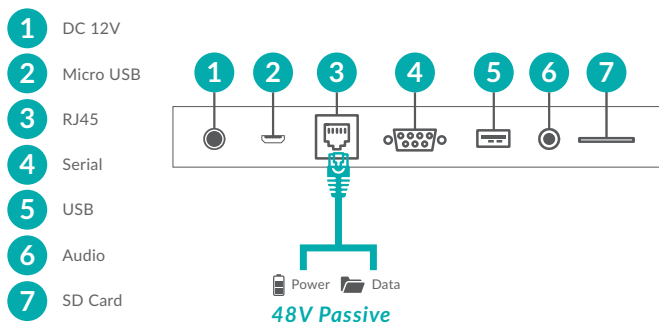 1 DC 12V
2 Micro USB
3 RJ45
4 Serial
5 USB
6 Audio
7 SD Card
1 2 3 4 5 6 7
Power Data
48V Passive